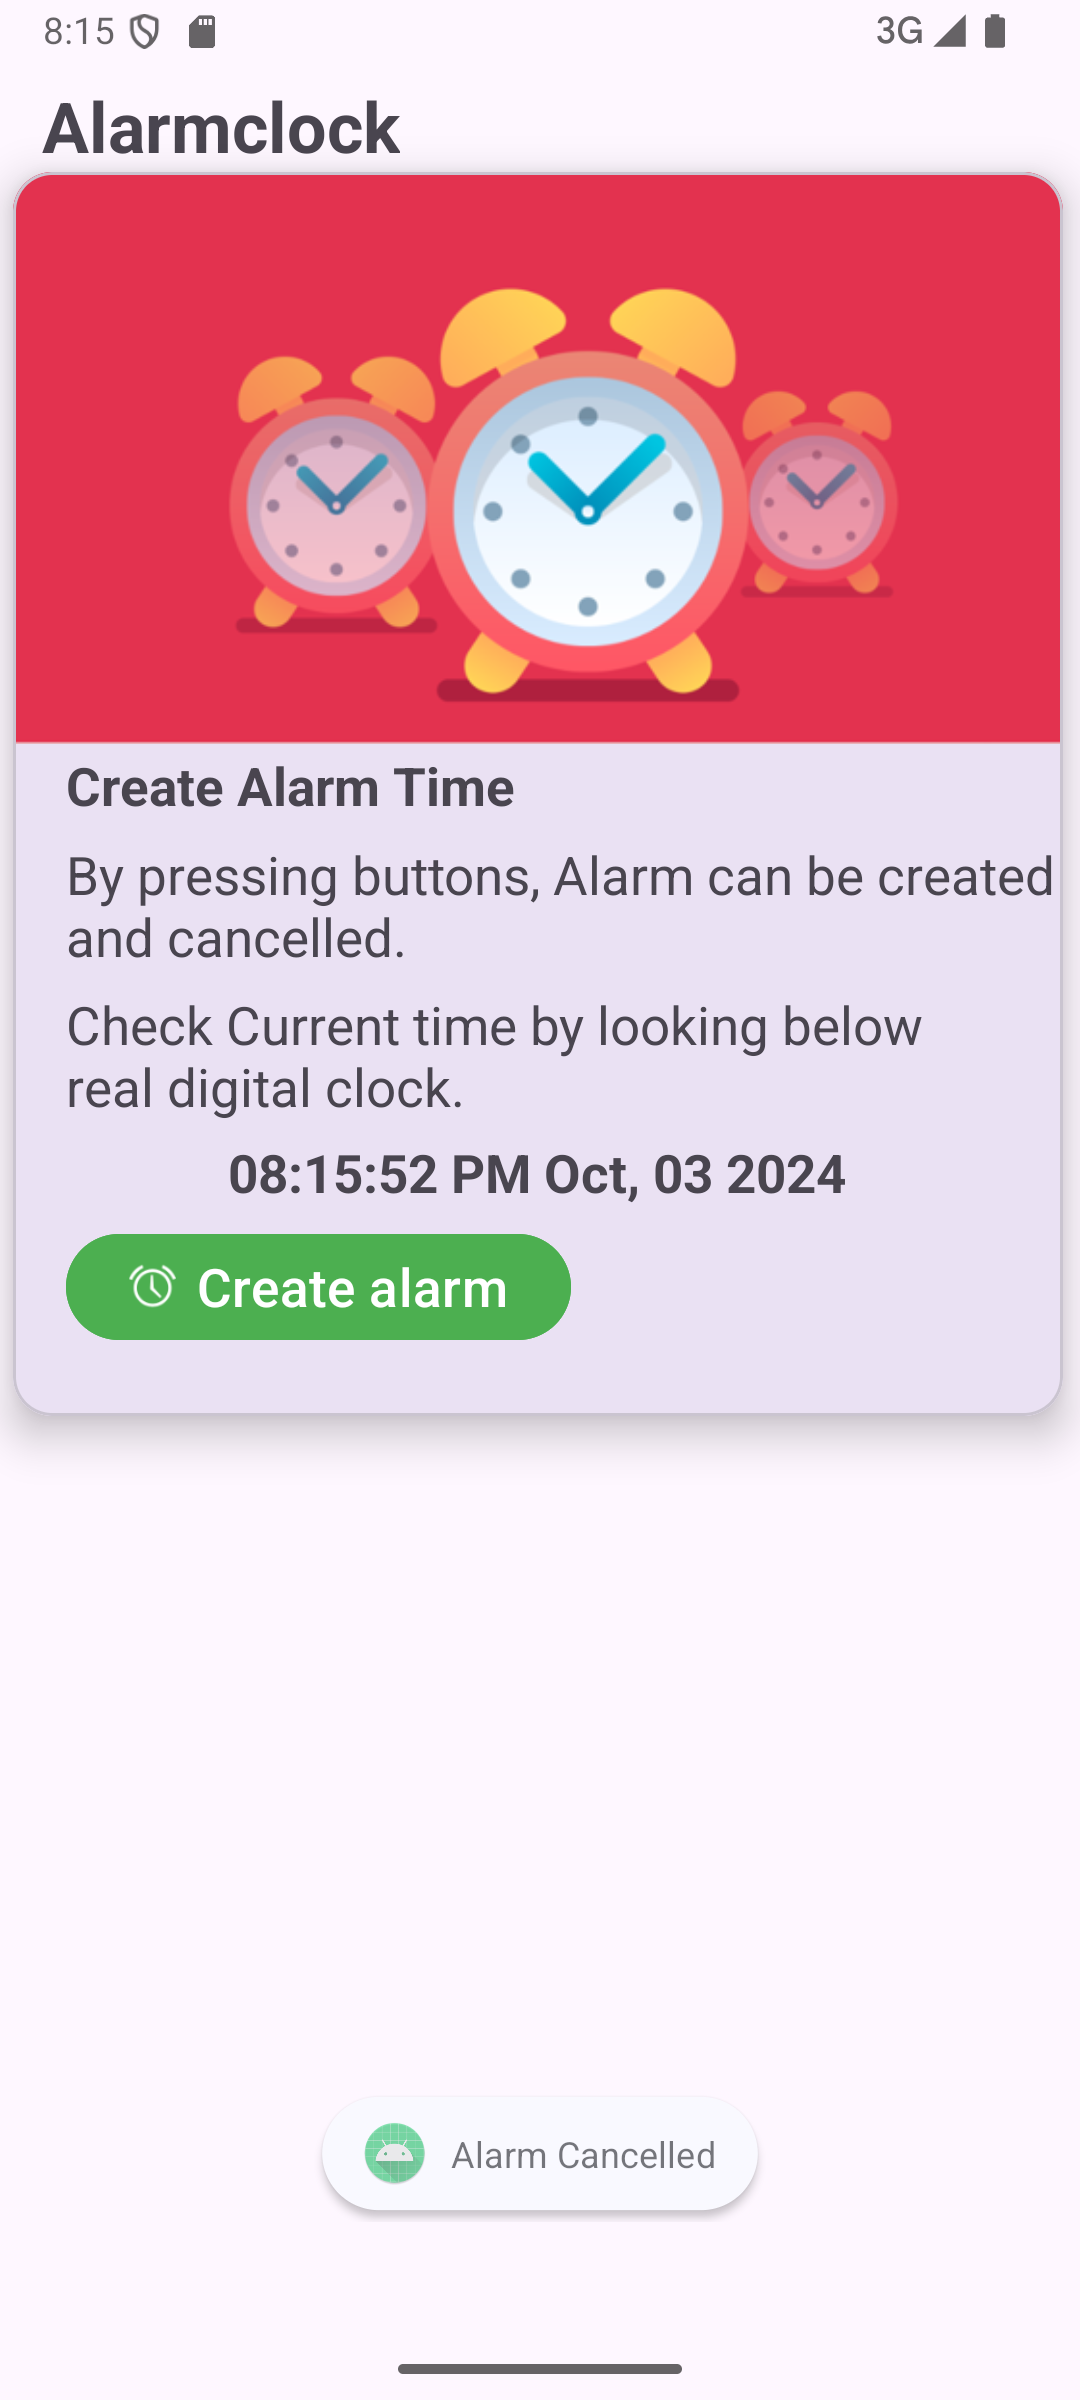 8:15
3G
Alarmclock
Create Alarm Time
By pressing buttons, Alarm can be created
and cancelled.
Check Current time by looking below
real digital clock.
08:15:52 PM Oct, 03 2024
Create alarm
Alarm Cancelled